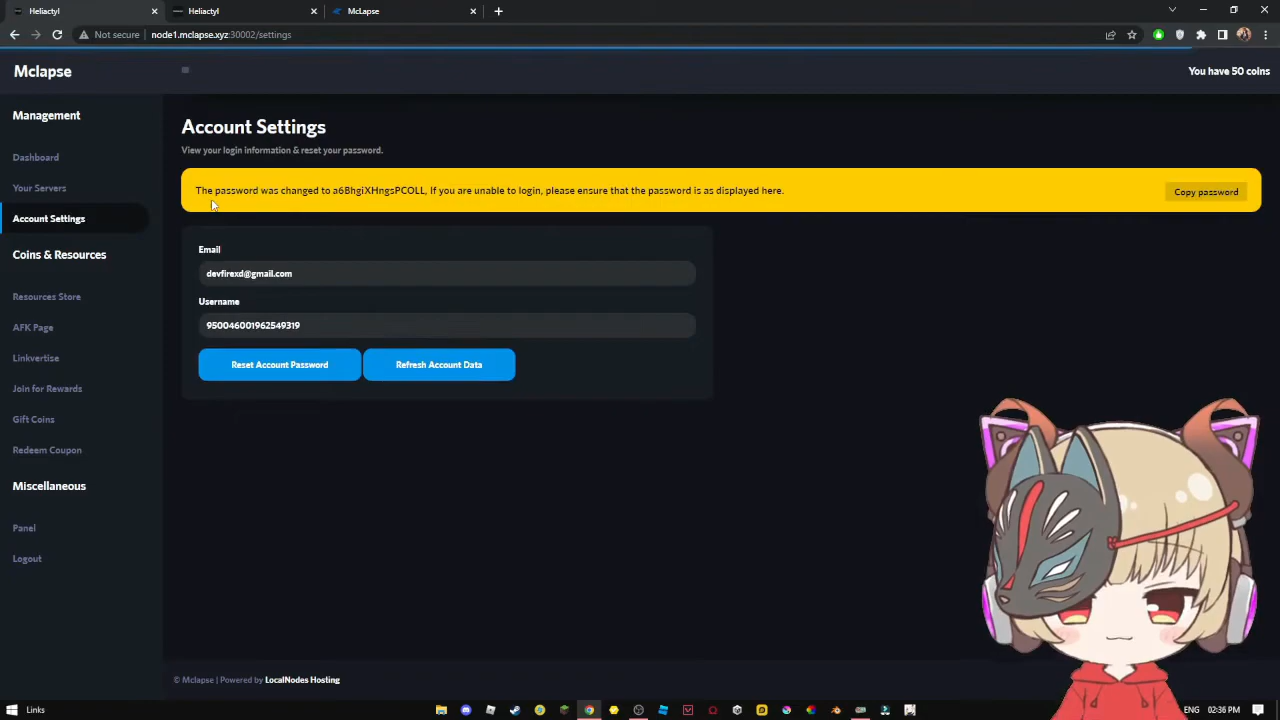 Heliactyl
Heliactyl
McLapse
Not secure
node1.mclapse.xyz:30002/settings
Mclapse
You have 50 coins
Management
Dashboard
Your Servers
Account Settings
Coins & Resources
Resources Store
AFK Page
Linkvertise
Join for Rewards
Gift Coins
Redeem Coupon
Miscellaneous
Panel
Logout
Account Settings
View your login information & reset your password.
The password was changed to a6BhgiXHngsPCOLL, If you are unable to login, please ensure that the password is as displayed here.
Copy password
Email
devfirexd@gmail.com
Username
950046001962549319
Reset Account Password
Refresh Account Data
© Mclapse | Powered by LocalNodes Hosting
Links
ENG
02:36 PM